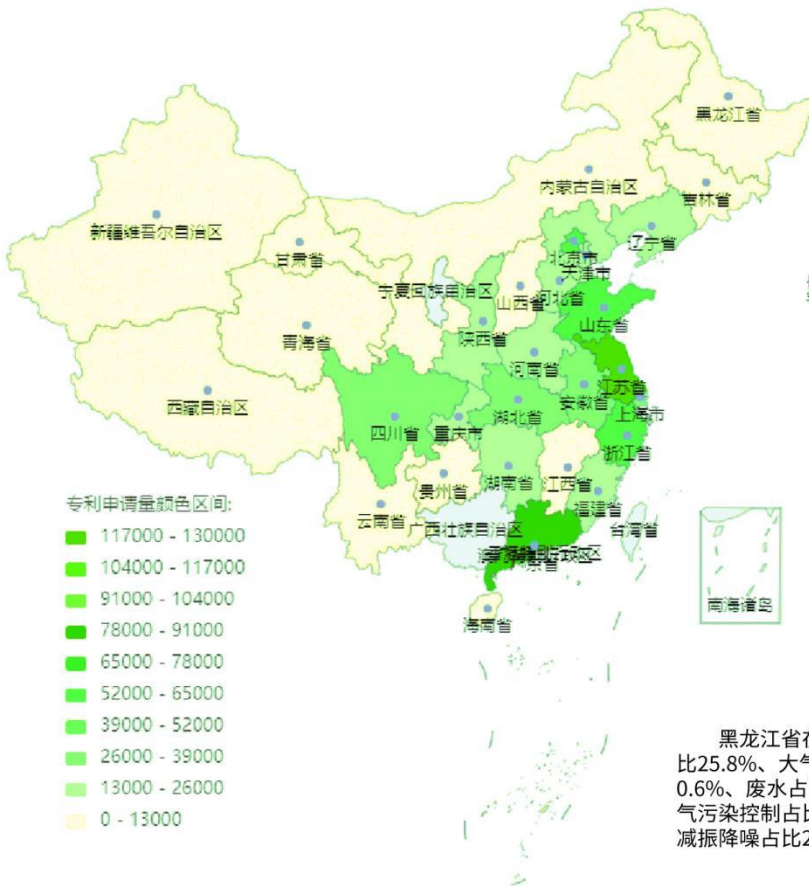 黑龙江省
内蒙古自治区
吉林省
新疆维吾尔自治区
辽宁省
北京市
甘肃省
天津市
宁夏回族自治区
山西省
河北省
山东省
青海省
陕西省
河南省
江苏省
西藏自治区
安徽省
湖北省
上海市
四川省
重庆市
浙江省
湖南省
江西省
贵州省
云南省
福建省
广西壮族自治区
台湾省
海南省
南海诸岛
专利申请量颜色区间:
117000 - 130000
104000 - 117000
91000 - 104000
78000 - 91000
65000 - 78000
52000 - 65000
39000 - 52000
26000 - 39000
13000 - 26000
0 - 13000
黑龙江省在
比25.8%、大气
0.6%、废水占
气污染控制占比
减振降噪占比2